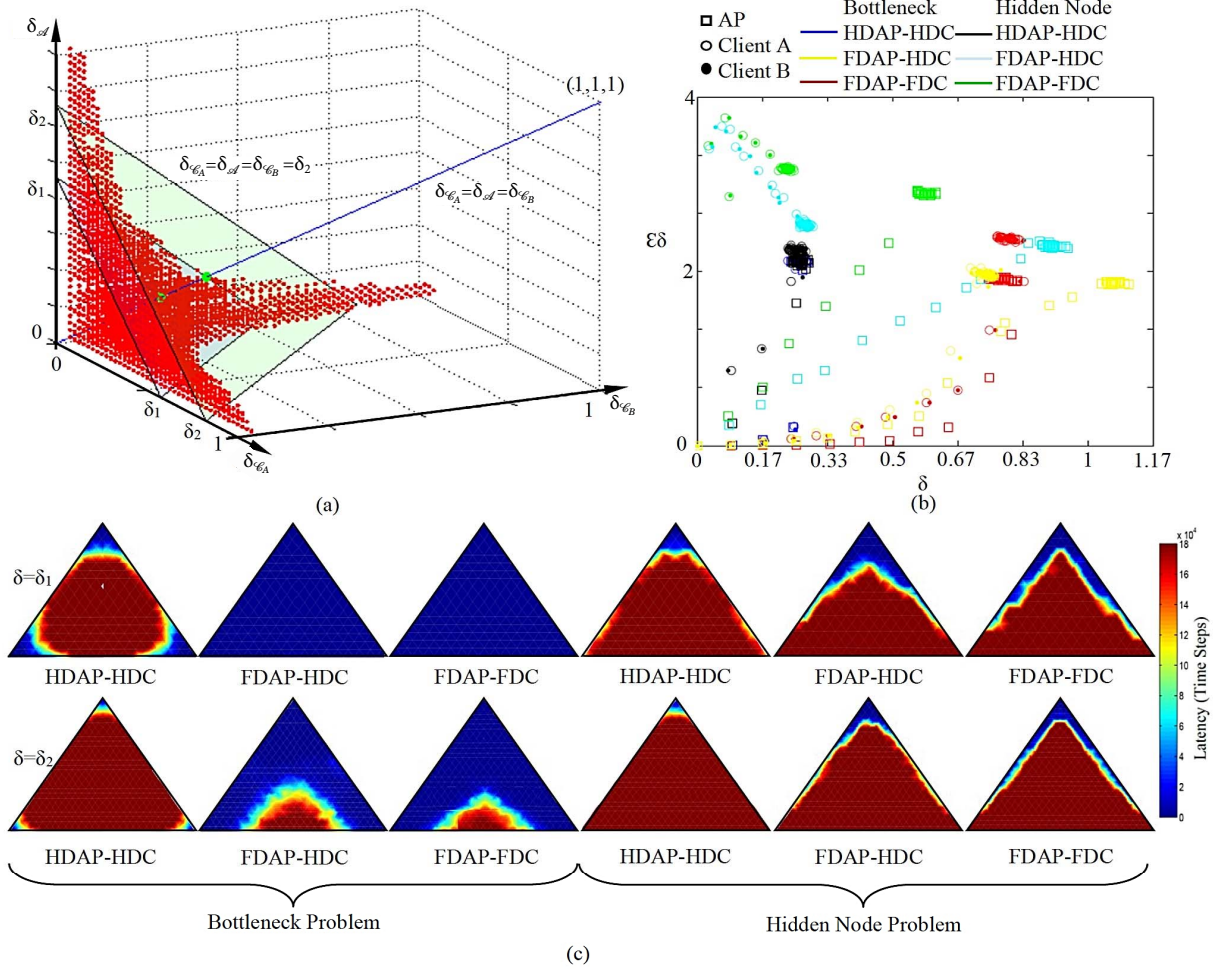 δ𝒜
δ2
δ1
0
0
δ1
δ2
1
δ𝒞A
1
δ𝒞B
(1,1,1)
δ𝒞A=δ𝒜=δ𝒞B=δ2
δ𝒞A=δ𝒜=δ𝒞B
(a)
AP
Client A
Client B
Bottleneck
HDAP-HDC
FDAP-HDC
FDAP-FDC
Hidden Node
HDAP-HDC
FDAP-HDC
FDAP-FDC
4
2
0
εδ
0 0.17 0.33 0.5 0.67 0.83 1 1.17
δ
(b)
δ=δ1
HDAP-HDC FDAP-HDC FDAP-FDC HDAP-HDC FDAP-HDC FDAP-FDC
δ=δ2
HDAP-HDC FDAP-HDC FDAP-FDC HDAP-HDC FDAP-HDC FDAP-FDC
Bottleneck Problem
Hidden Node Problem
x 10⁴
18
16
14
12
10
8
6
4
2
0
Latency (Time Steps)
(c)